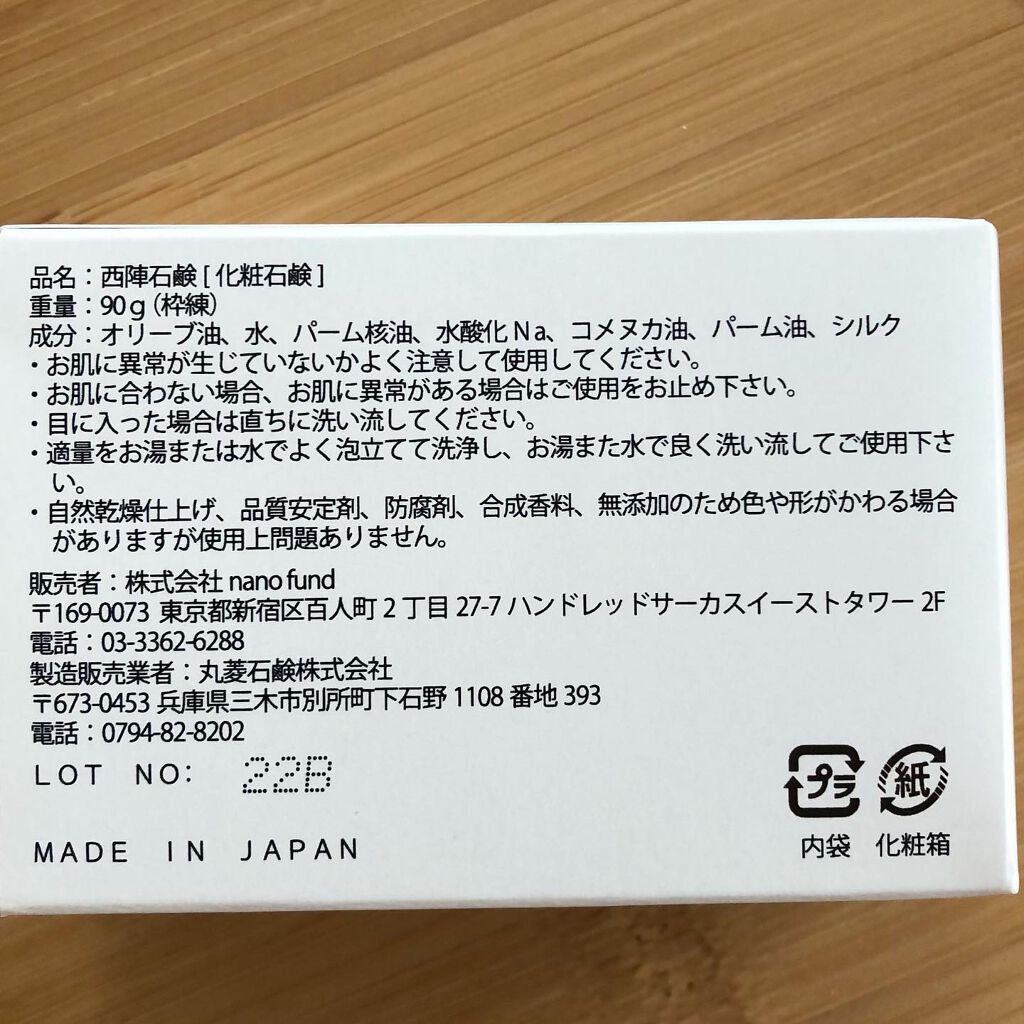 品名：西陣石鹸 [ 化粧石鹸 ]
重量：90ｇ（枠練）
成分：オリーブ油、水、パーム核油、水酸化Ｎa、コメヌカ油、パーム油、シルク
・お肌に異常が生じていないかよく注意して使用してください。
・お肌に合わない場合、お肌に異常がある場合はご使用をお止め下さい。
・目に入った場合は直ちに洗い流してください。
・適量をお湯または水でよく泡立てて洗浄し、お湯また水で良く洗い流してご使用下さ
い。
・自然乾燥仕上げ、品質安定剤、防腐剤、合成香料、無添加のため色や形がかわる場合
がありますが使用上問題ありません。
販売者：株式会社 nano fund
〒169-0073 東京都新宿区百人町 2 丁目 27-7 ハンドレッドサーカスイーストタワー 2F
電話：03-3362-6288
製造販売業者：丸菱石鹸株式会社
〒673-0453 兵庫県三木市別所町下石野 1108 番地 393
電話：0794-82-8202
LOT NO: 22B
MADE IN JAPAN
プラ 紙
内袋 化粧箱